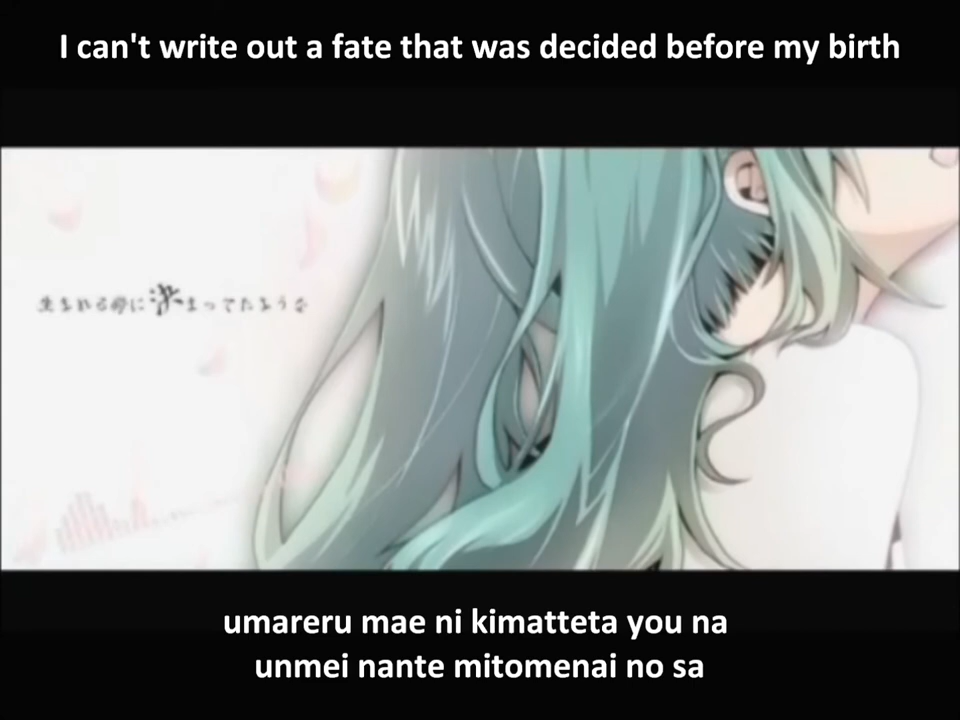 I can't write out a fate that was decided before my birth
生まれる前に決まってたような
umareru mae ni kimatteta you na
unmei nante mitomenai no sa